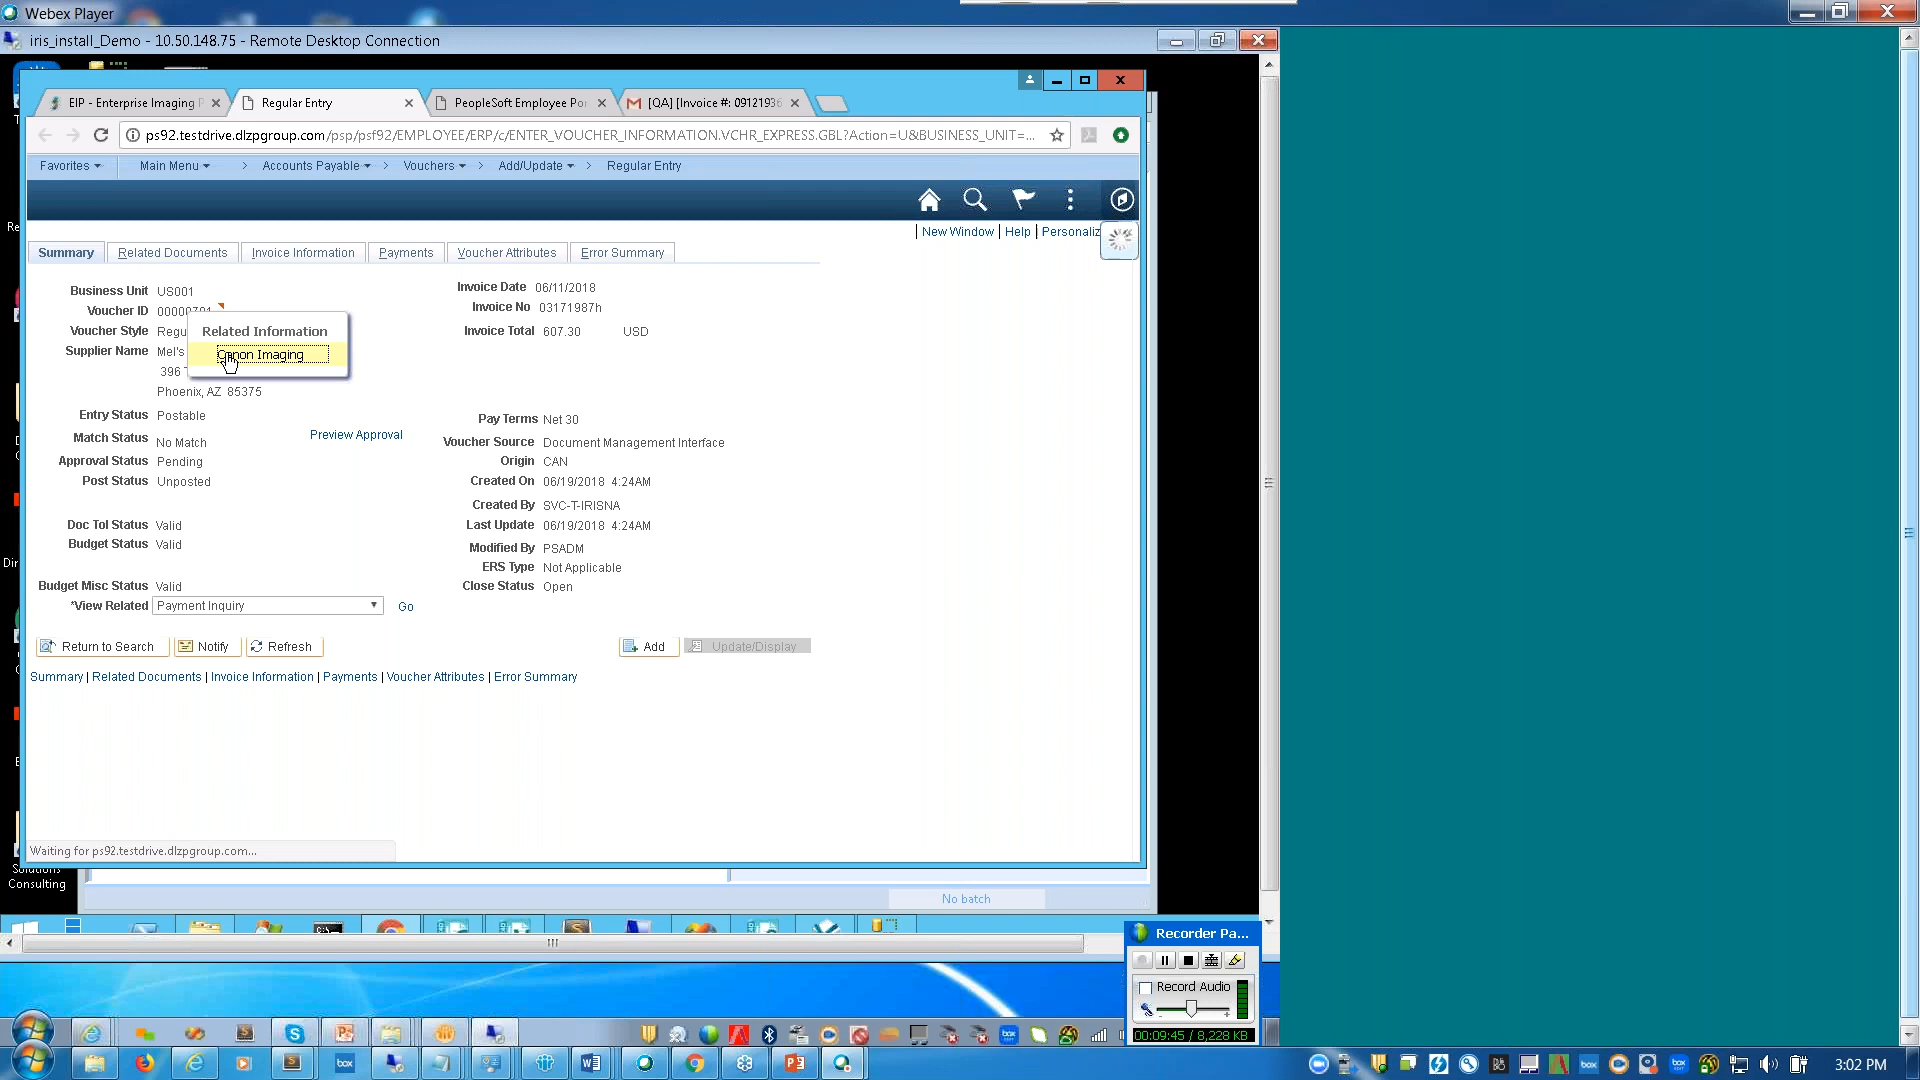 Webex Player
iris_install_Demo - 10.50.148.75 - Remote Desktop Connection
EIP - Enterprise Imaging P
Regular Entry
PeopleSoft Employee Po
[QA] [Invoice #: 09121936
ps92.testdrive.dlzpgroup.com/psp/psf92/EMPLOYEE/ERP/c/ENTER_VOUCHER_INFORMATION.VCHR_EXPRESS.GBL?Action=U&BUSINESS_UNIT=...
Favorites
Main Menu
>
Accounts Payable
>
Vouchers
>
Add/Update
>
Regular Entry
New Window | Help | Personaliz
Summary
Related Documents
Invoice Information
Payments
Voucher Attributes
Error Summary
Business Unit US001
Voucher ID
Voucher Style Regu
Supplier Name Mel's
396
Phoenix, AZ 85375
Related Information
Canon Imaging
Invoice Date 06/11/2018
Invoice No 03171987h
Invoice Total 607.30 USD
Entry Status Postable
Match Status No Match
Preview Approval
Approval Status Pending
Post Status Unposted
Doc Tol Status Valid
Budget Status Valid
Budget Misc Status Valid
*View Related Payment Inquiry
Go
Pay Terms Net 30
Voucher Source Document Management Interface
Origin CAN
Created On 06/19/2018 4:24AM
Created By SVC-T-IRISNA
Last Update 06/19/2018 4:24AM
Modified By PSADM
ERS Type Not Applicable
Close Status Open
Return to Search
Notify
Refresh
Add
Update/Display
Summary | Related Documents | Invoice Information | Payments | Voucher Attributes | Error Summary
Waiting for ps92.testdrive.dlzpgroup.com...
Solutions
Consulting
No batch
Recorder Pa...
Record Audio
00:09:45 / 8,228 KB
3:02 PM